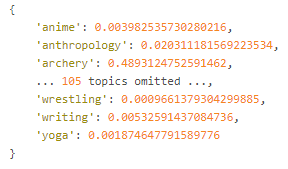 {
'anime': 0.003982535730280216,
'anthropology': 0.020311181569223534,
'archery': 0.4893124752591462,
... 105 topics omitted ...,
'wrestling': 0.0009661379304299885,
'writing': 0.00532591437084736,
'yoga': 0.001874647791589776
}